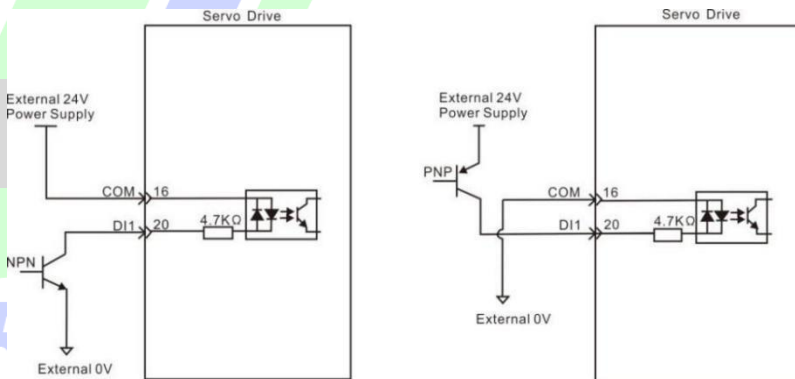 Servo Drive
External 24V
Power Supply
COM
16
DI1
20
4.7KΩ
NPN
External 0V
Servo Drive
External 24V
Power Supply
PNP
COM
16
DI1
20
4.7KΩ
External 0V